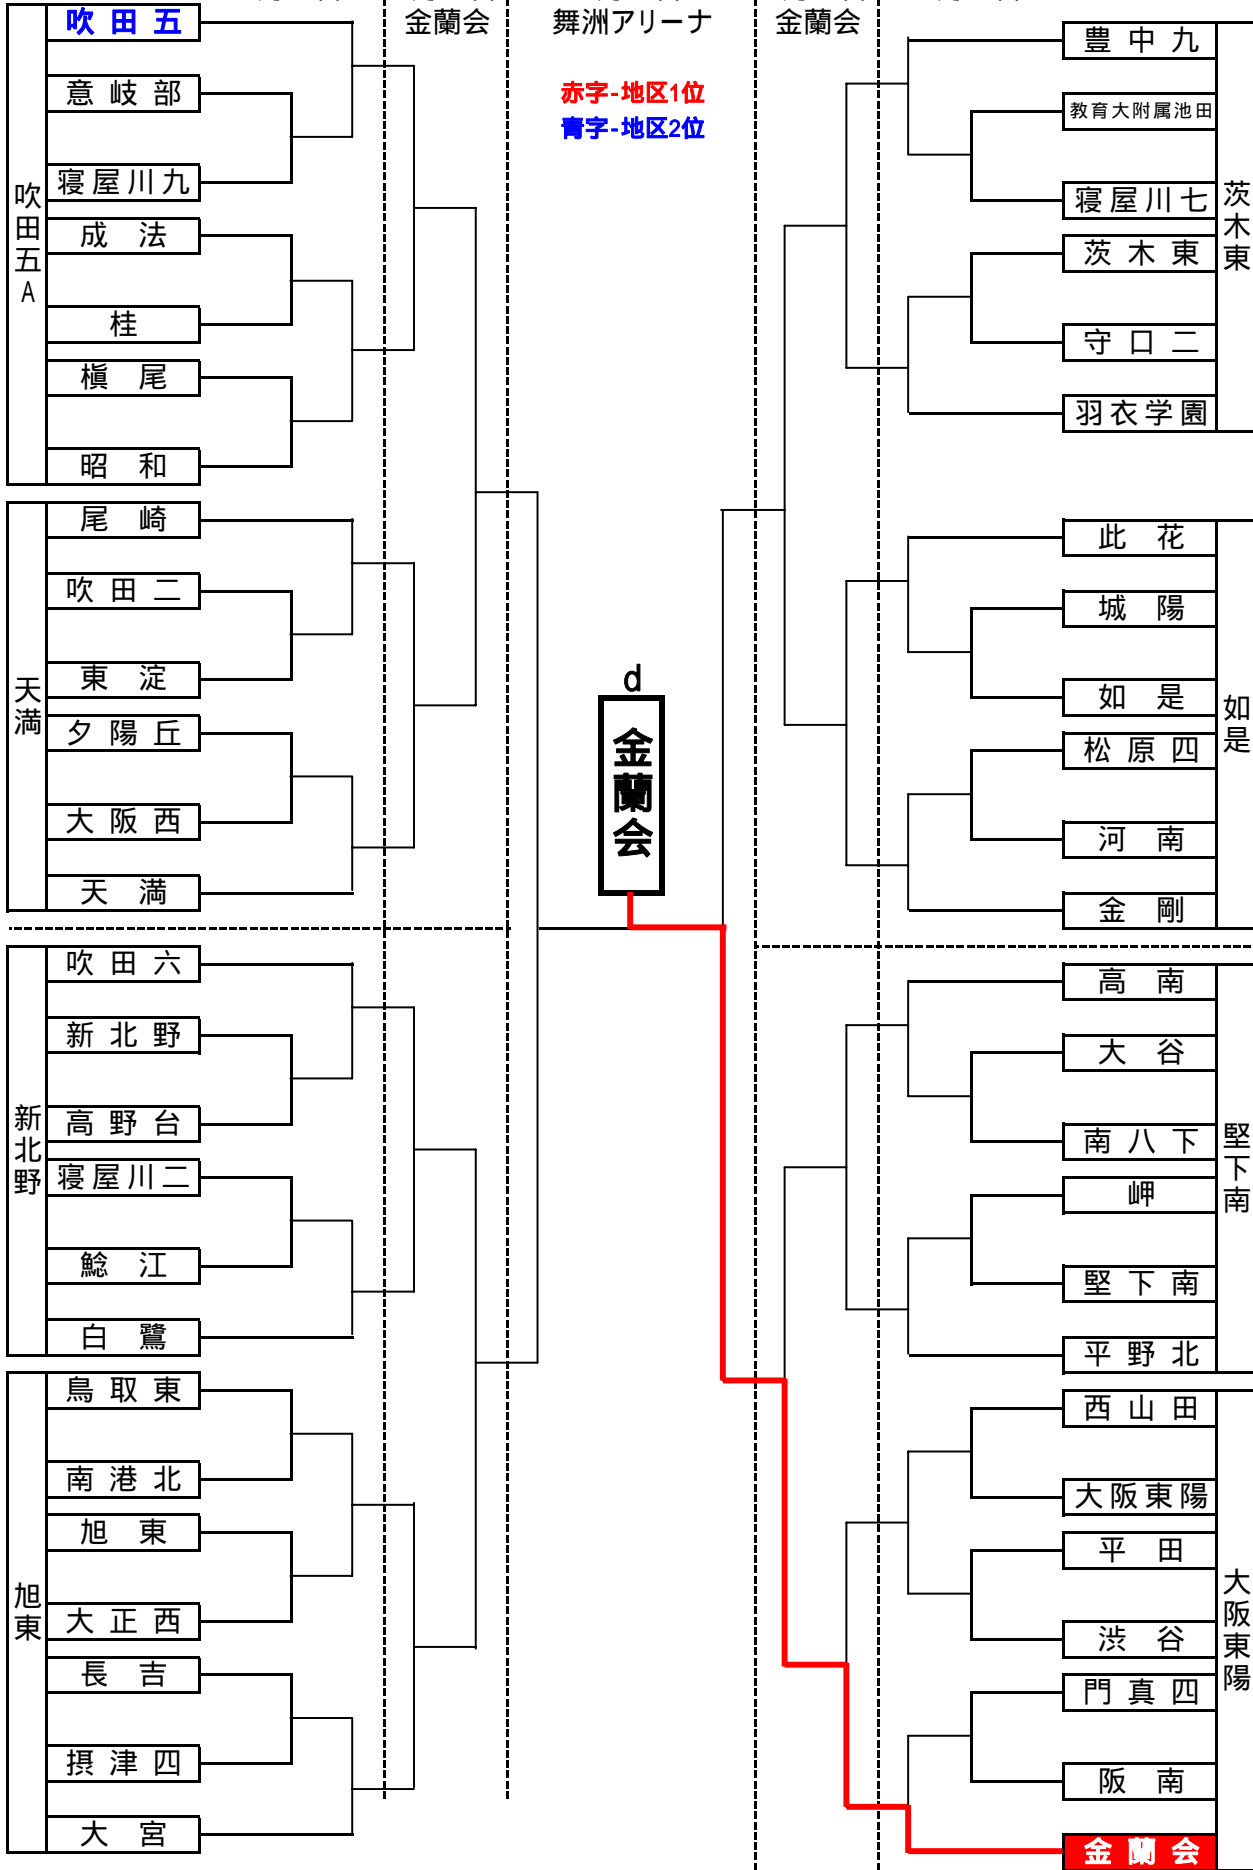 金蘭会
舞洲アリーナ
金蘭会
赤字-地区1位
青字-地区2位
吹田五A
吹田五
意岐部
寝屋川九
成法
桂
槇尾
昭和
天満
尾崎
吹田二
東淀
夕陽丘
大阪西
天満
新北野
吹田六
新北野
高野台
寝屋川二
鯰江
白鷺
旭東
鳥取東
南港北
旭東
大正西
長吉
摂津四
大宮
d
金蘭会
豊中九
教育大附属池田
寝屋川七
茨木東
守口二
羽衣学園
茨木東
此花
城陽
如是
松原四
河南
金剛
如是
高南
大谷
南八下
岬
堅下南
平野北
堅下南
西山田
大阪東陽
平田
渋谷
門真四
阪南
金蘭会
大阪東陽